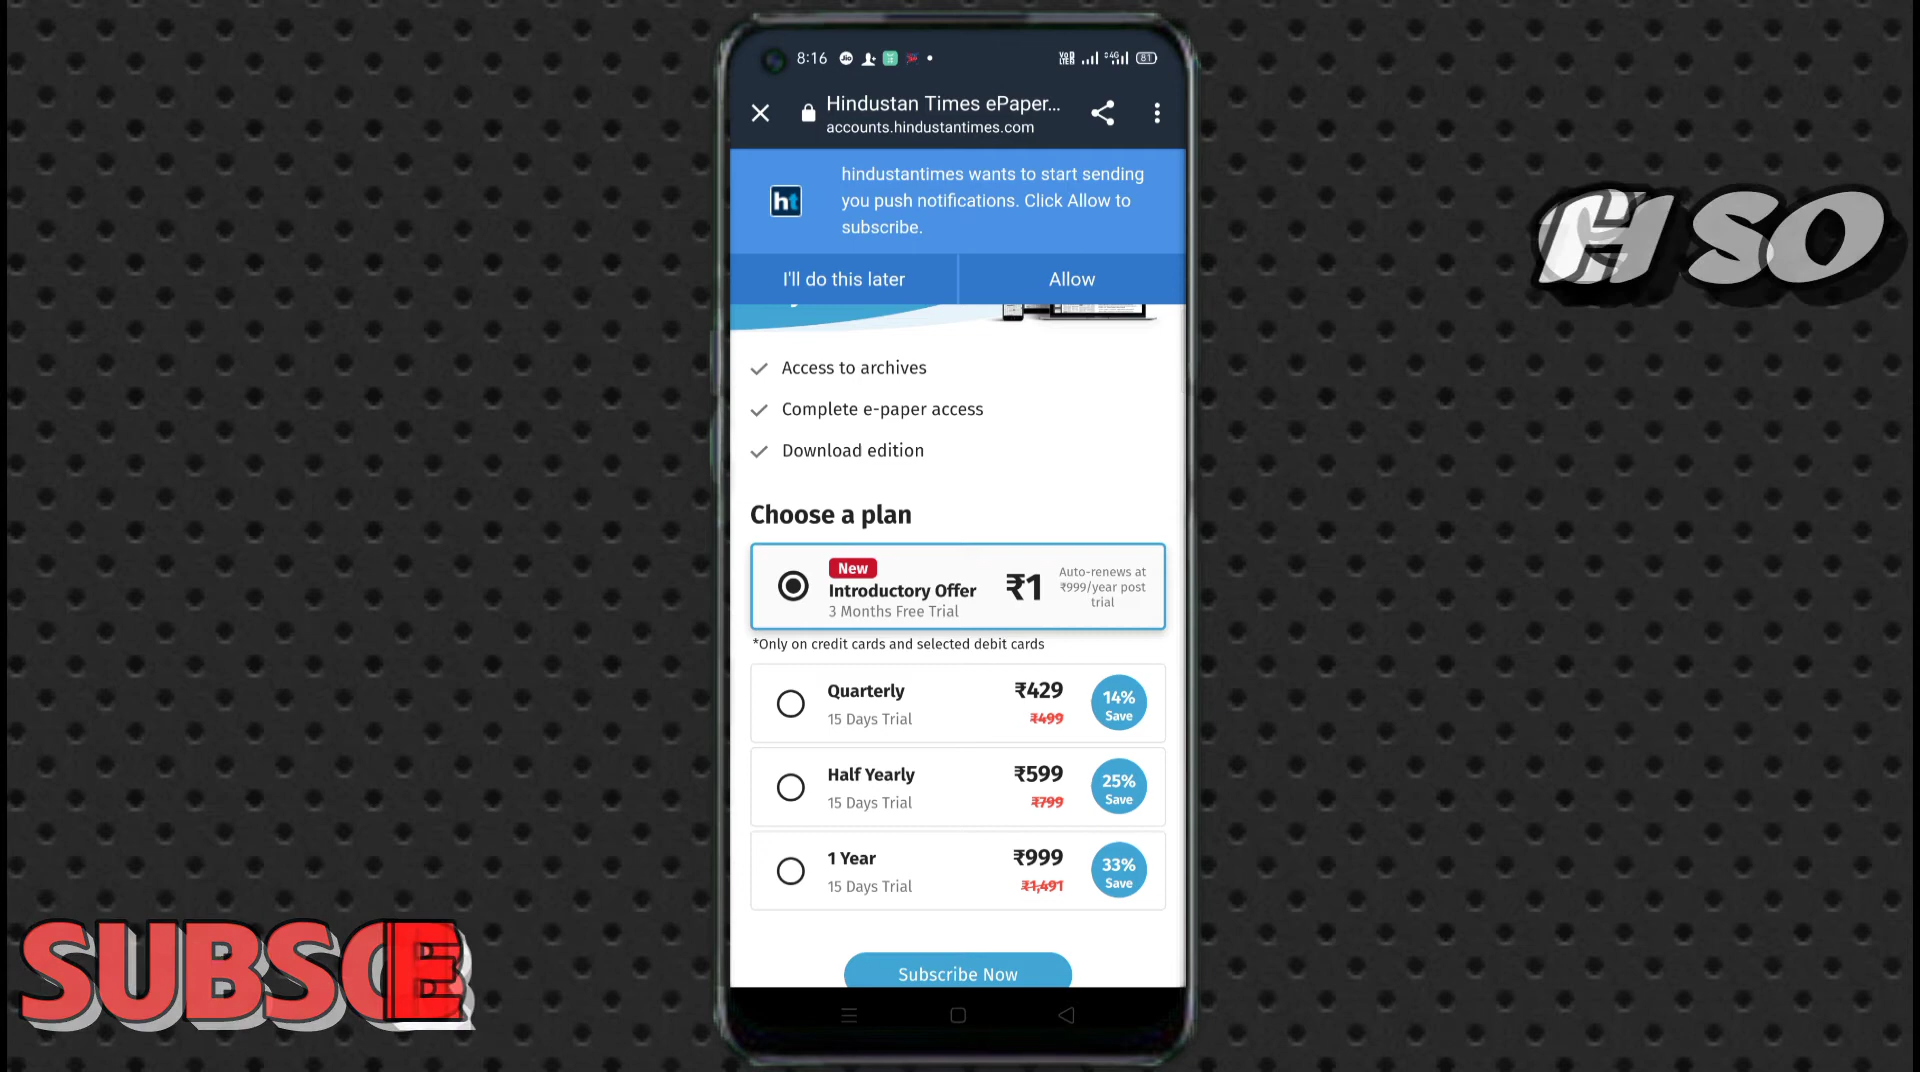 8:16
81
Hindustan Times ePaper...
accounts.hindustantimes.com
hindustantimes wants to start sending
you push notifications. Click Allow to
subscribe.
ht
I'll do this later
Allow
Access to archives
Complete e-paper access
Download edition
Choose a plan
New
Introductory Offer
3 Months Free Trial
₹1
Auto-renews at
₹999/year post
trial
*Only on credit cards and selected debit cards
Quarterly
15 Days Trial
₹429
₹499
14%
Save
Half Yearly
15 Days Trial
₹599
₹799
25%
Save
1 Year
15 Days Trial
₹999
₹1,491
33%
Save
Subscribe Now
H SO